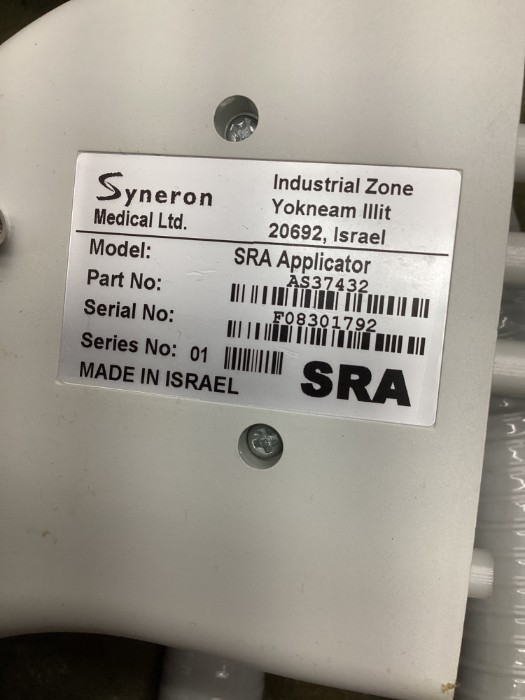 Syneron
Medical Ltd.
Industrial Zone
Yokneam Illit
20692, Israel
Model: SRA Applicator
Part No: AS37432
Serial No: F08301792
Series No: 01
MADE IN ISRAEL
SRA